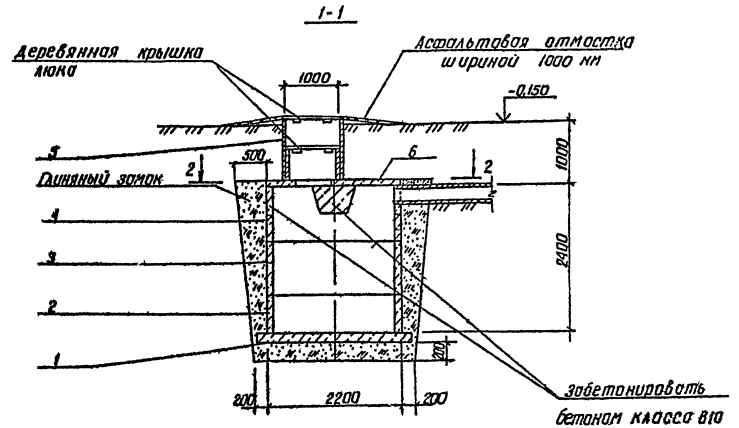 1-1
Деревянная крышка
люка
Асфальтовая отмостка
шириной 1000 мм
1000
-0,150
5
500
2
6
2
1000
Глиняный замок
4
3
2400
2
1
200
200
2200
200
Забетонировать
бетоном класса В10